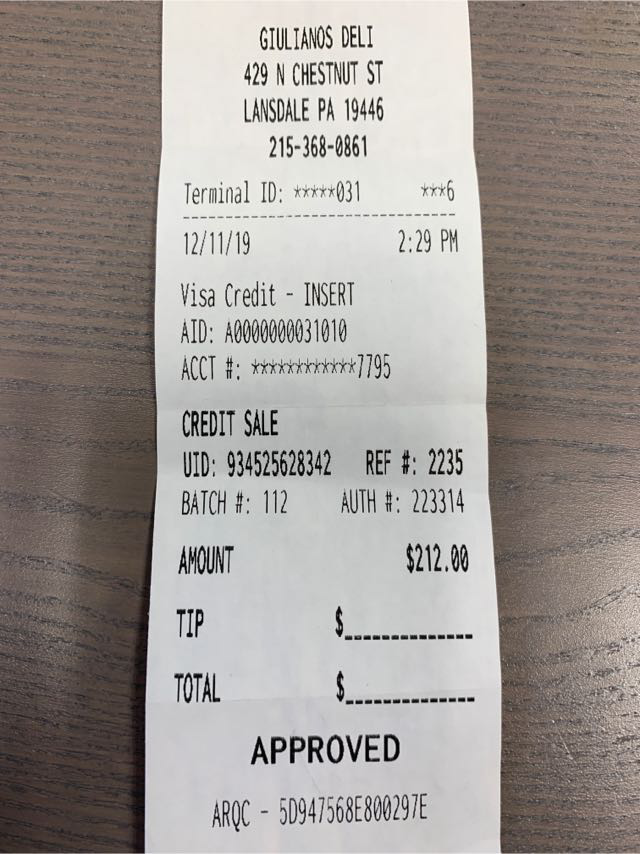 GIULIANOS DELI
429 N CHESTNUT ST
LANSDALE PA 19446
215-368-0861
Terminal ID: *****031 ***6
12/11/19 2:29 PM
Visa Credit - INSERT
AID: A0000000031010
ACCT #: ************7795
CREDIT SALE
UID: 934525628342 REF #: 2235
BATCH #: 112 AUTH #: 223314
AMOUNT $212.00
TIP $______________
TOTAL $______________
APPROVED
ARQC - 5D947568E800297E